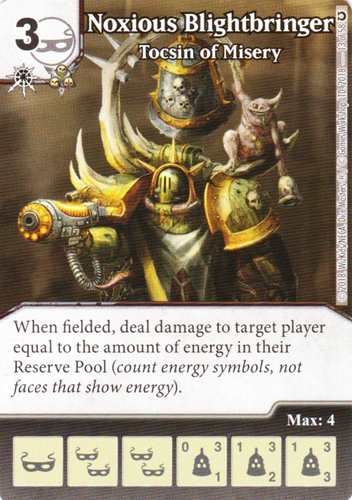 3
Noxious Blightbringer
Tocsin of Misery
When fielded, deal damage to target player
equal to the amount of energy in their
Reserve Pool (count energy symbols, not
faces that show energy).
Max: 4
0 3
1
1 3
2
1 3
3